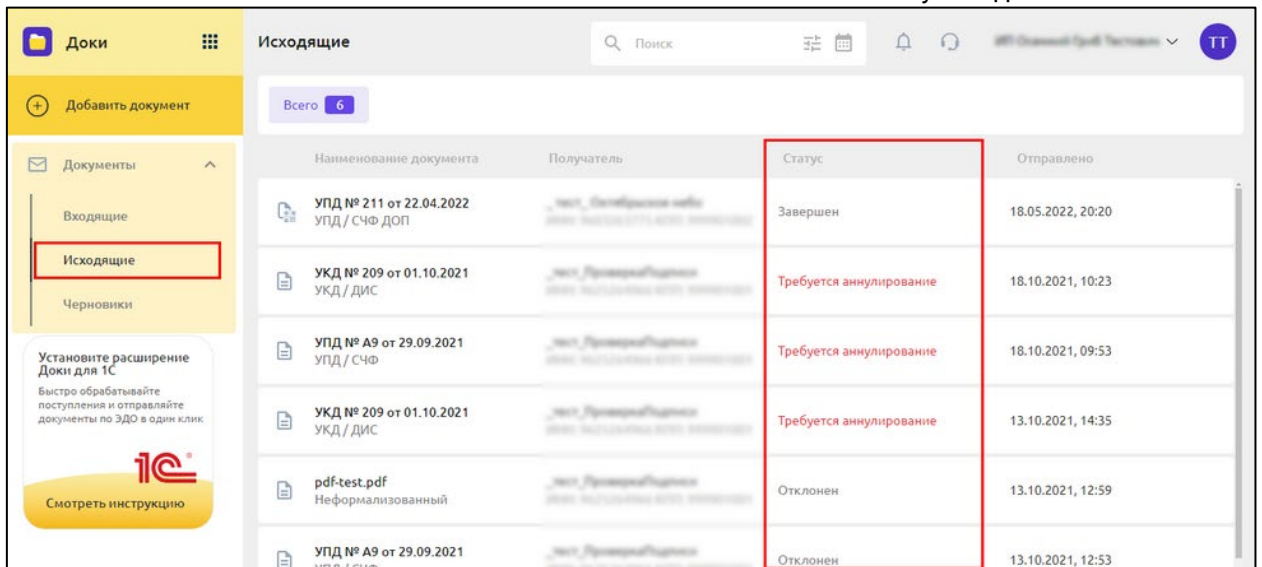 Доки
Исходящие
Поиск
ТТ
Добавить документ
Всего 6
Документы
Наименование документа
Получатель
Статус
Отправлено
Входящие
УПД № 211 от 22.04.2022
УПД / СЧФ ДОП
Завершен
18.05.2022, 20:20
Исходящие
УКД № 209 от 01.10.2021
УКД / ДИС
Требуется аннулирование
18.10.2021, 10:23
Черновики
УПД № А9 от 29.09.2021
УПД / СЧФ
Требуется аннулирование
18.10.2021, 09:53
Установите расширение
Доки для 1С
Быстро обрабатывайте
поступления и отправляйте
документы по ЭДО в один клик
1С
Смотреть инструкцию
УКД № 209 от 01.10.2021
УКД / ДИС
Требуется аннулирование
13.10.2021, 14:35
pdf-test.pdf
Неформализованный
Отклонен
13.10.2021, 12:59
УПД № А9 от 29.09.2021
Отклонен
13.10.2021, 12:53